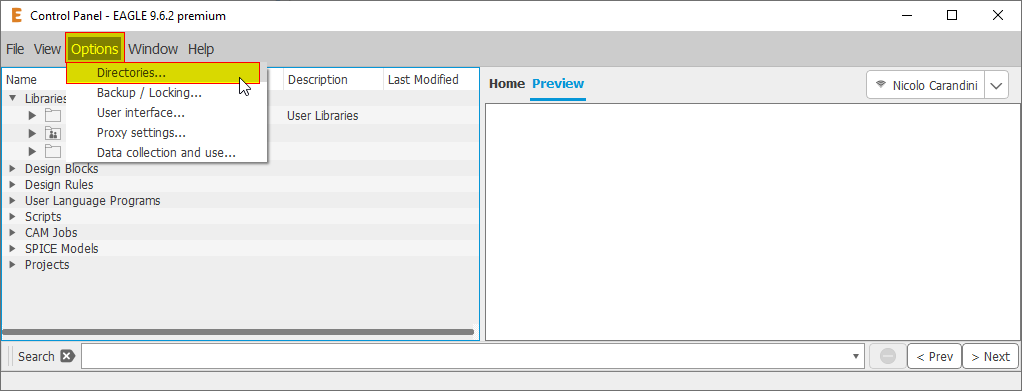 E Control Panel - EAGLE 9.6.2 premium
File View Options Window Help
Name Description Last Modified
Directories...
Backup / Locking...
User interface...
Proxy settings...
Data collection and use...
Libraries
User Libraries
Design Blocks
Design Rules
User Language Programs
Scripts
CAM Jobs
SPICE Models
Projects
Home Preview
Nicolo Carandini
Search
< Prev
> Next